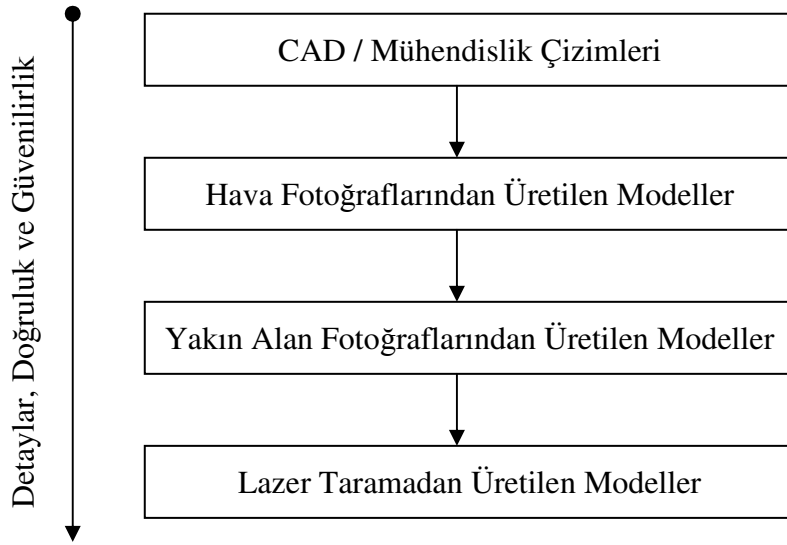 CAD / Mühendislik Çizimleri
Hava Fotoğraflarından Üretilen Modeller
Yakın Alan Fotoğraflarından Üretilen Modeller
Lazer Taramadan Üretilen Modeller
Detaylar, Doğruluk ve Güvenilirlik